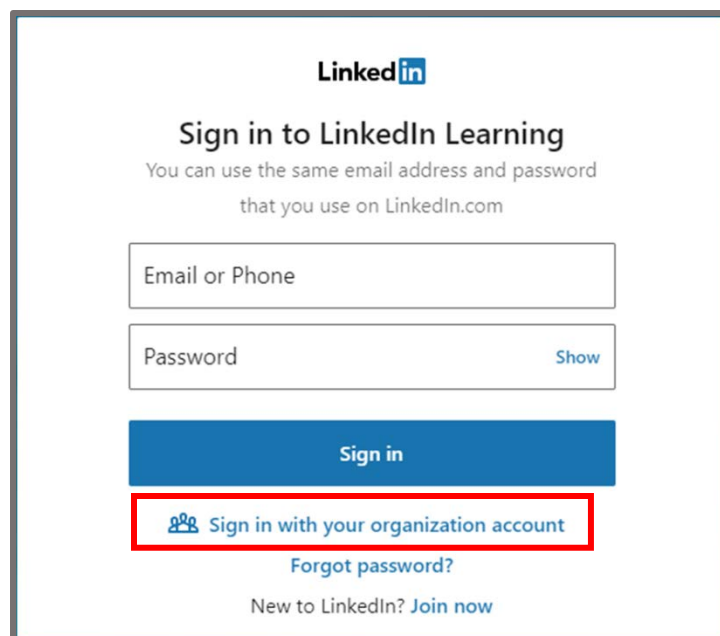 Linked in
Sign in to LinkedIn Learning
You can use the same email address and password
that you use on LinkedIn.com
Email or Phone
Password Show
Sign in
Sign in with your organization account
Forgot password?
New to LinkedIn? Join now